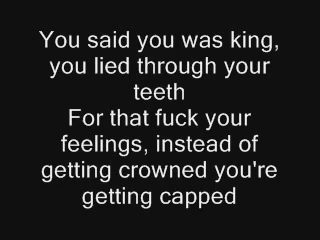 You said you was king,
you lied through your
teeth
For that fuck your
feelings, instead of
getting crowned you're
getting capped